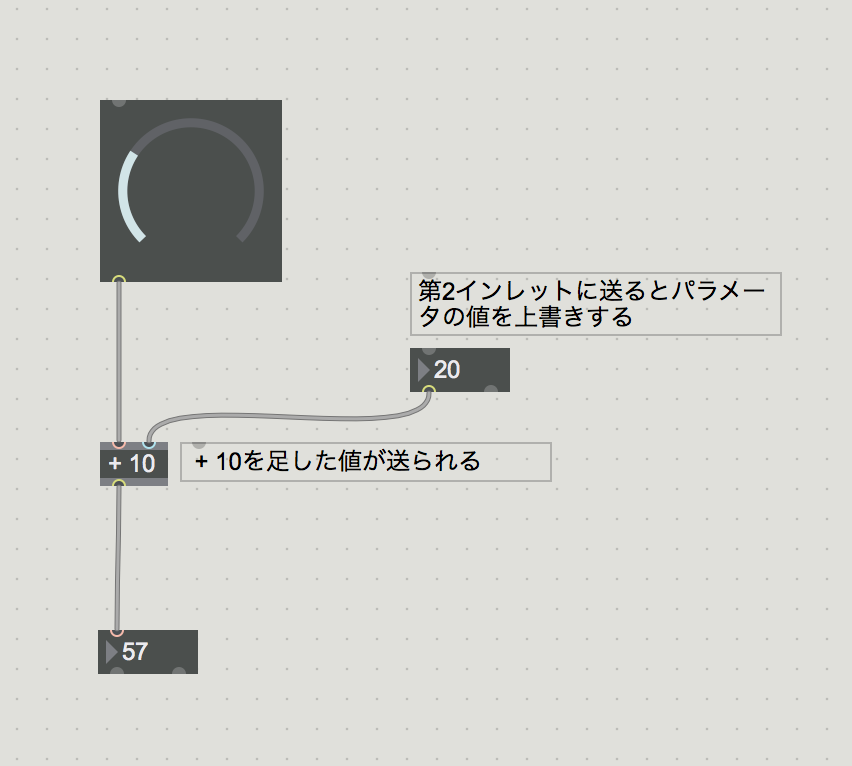 第2インレットに送るとパラメー
タの値を上書きする
20
+ 10
+ 10を足した値が送られる
57